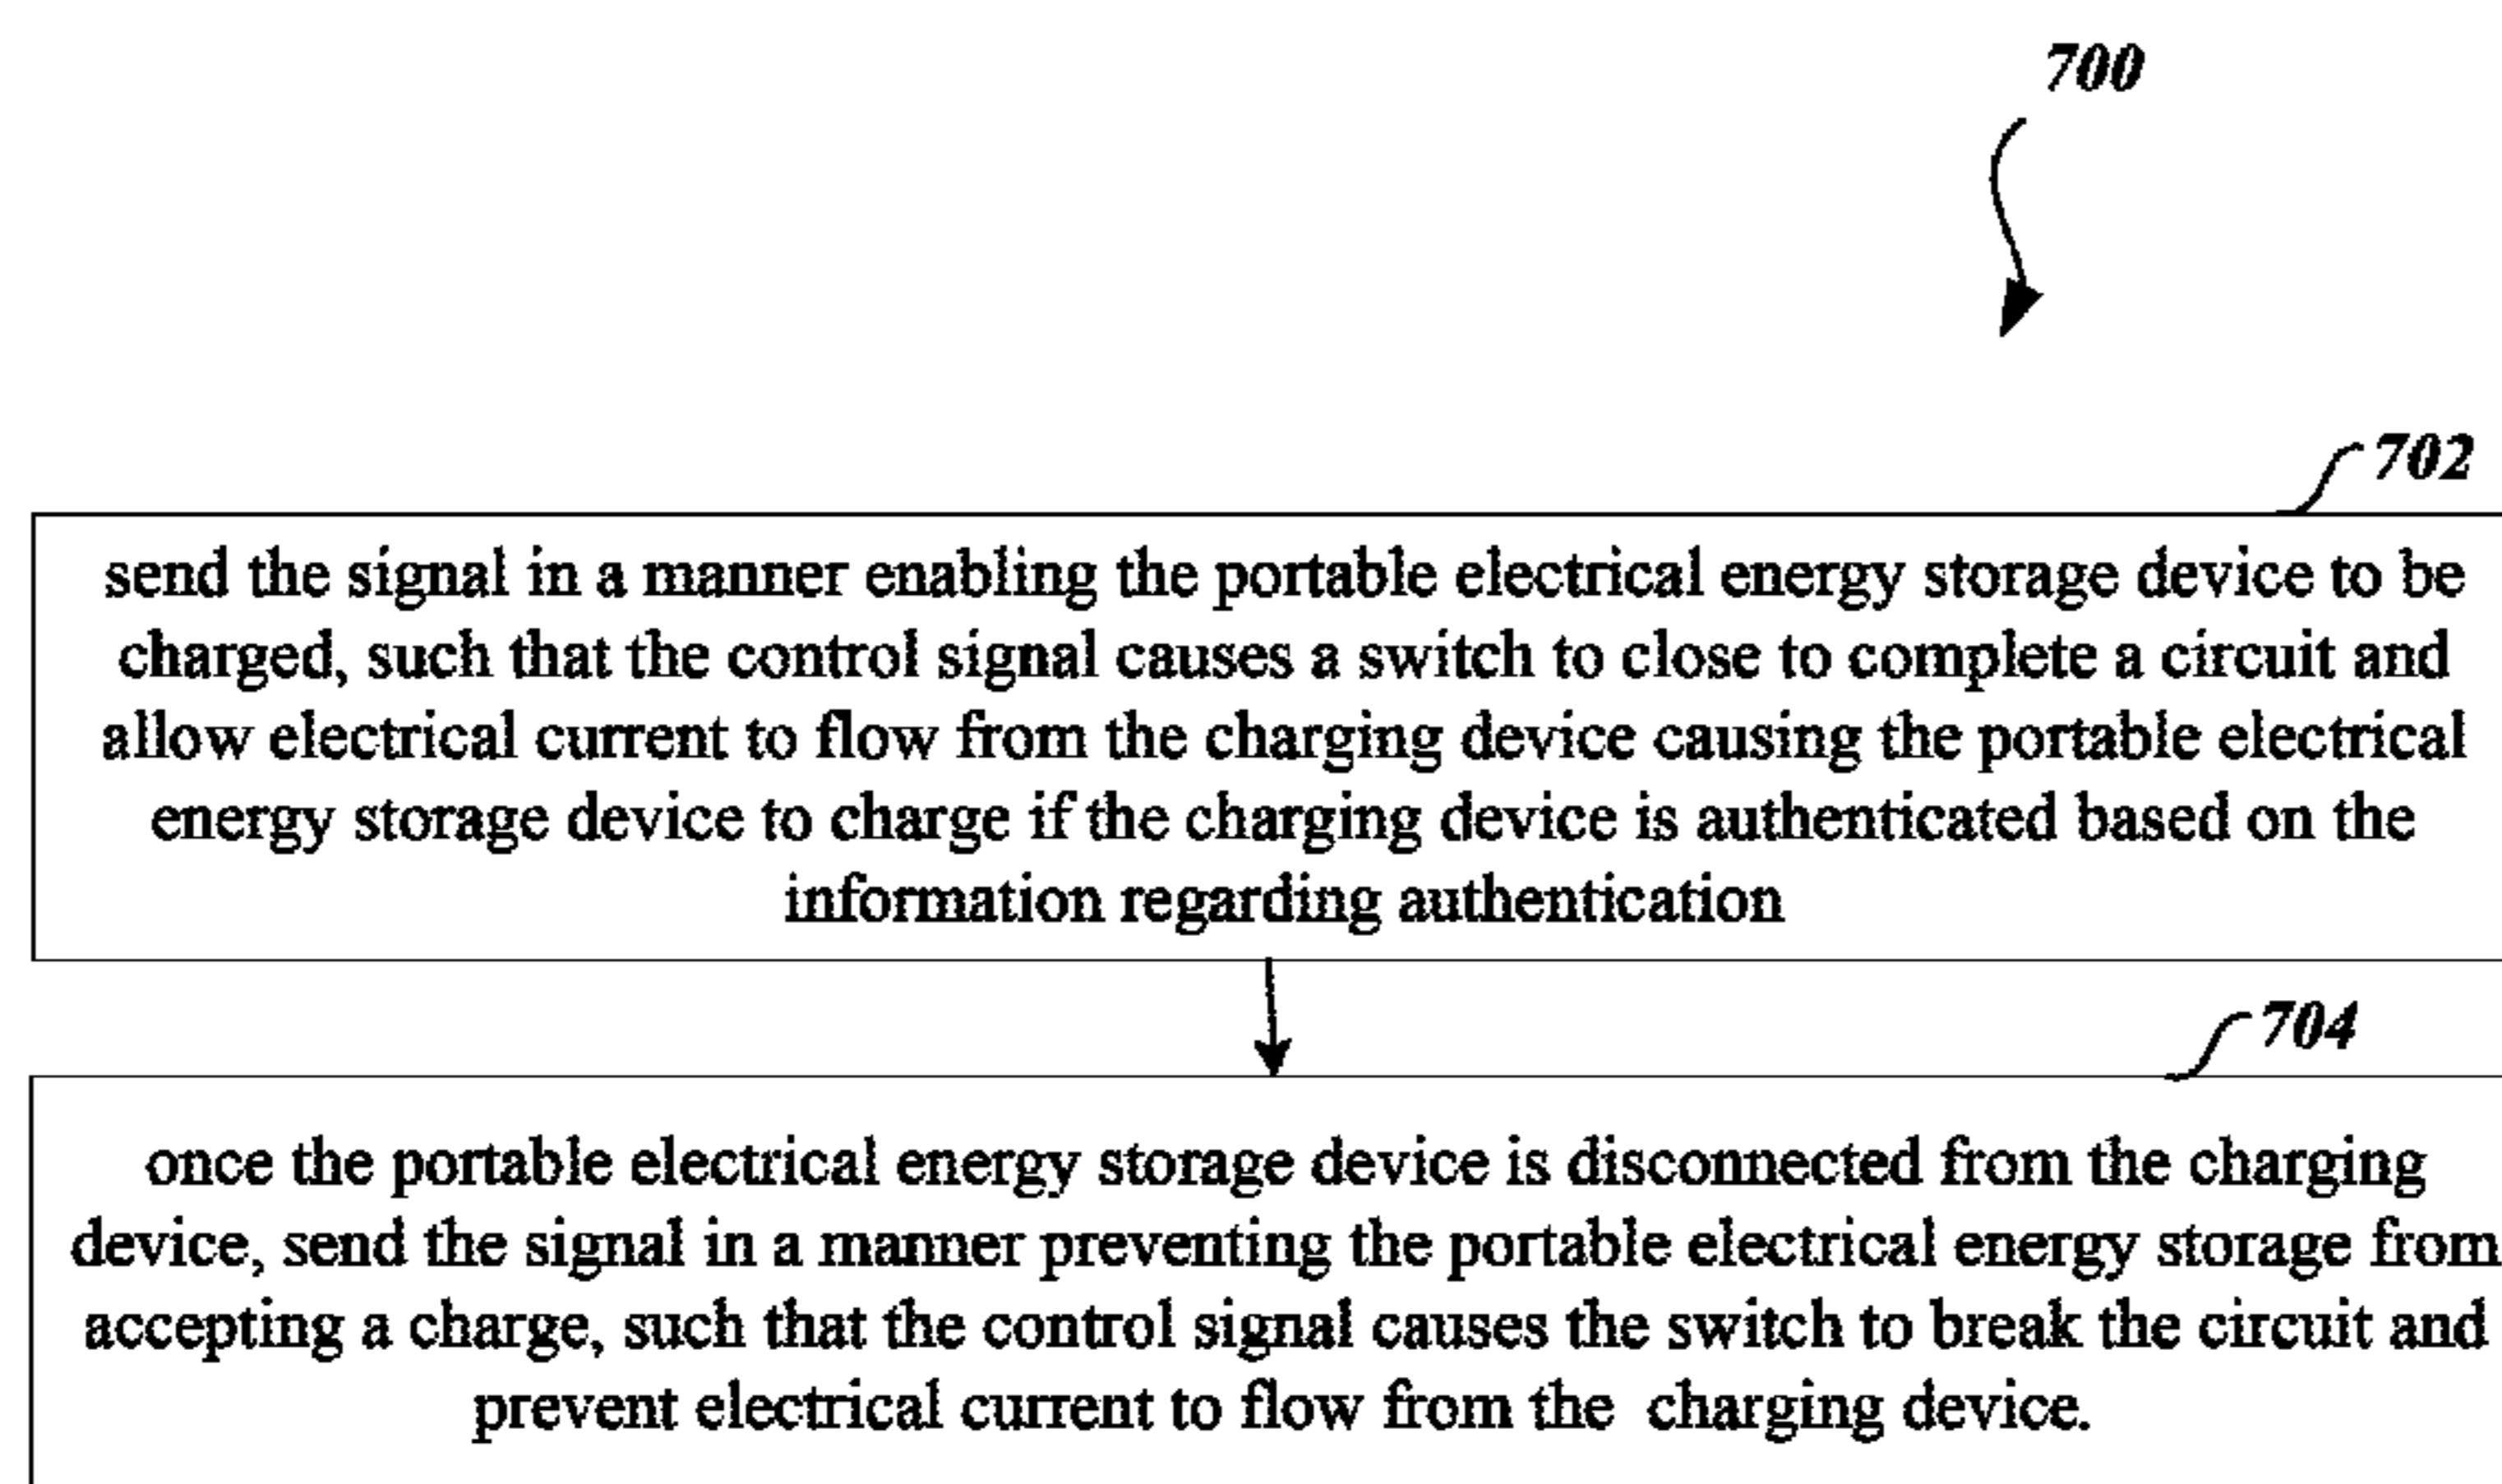 700
702
send the signal in a manner enabling the portable electrical energy storage device to be
charged, such that the control signal causes a switch to close to complete a circuit and
allow electrical current to flow from the charging device causing the portable electrical
energy storage device to charge if the charging device is authenticated based on the
information regarding authentication
704
once the portable electrical energy storage device is disconnected from the charging
device, send the signal in a manner preventing the portable electrical energy storage from
accepting a charge, such that the control signal causes the switch to break the circuit and
prevent electrical current to flow from the charging device.